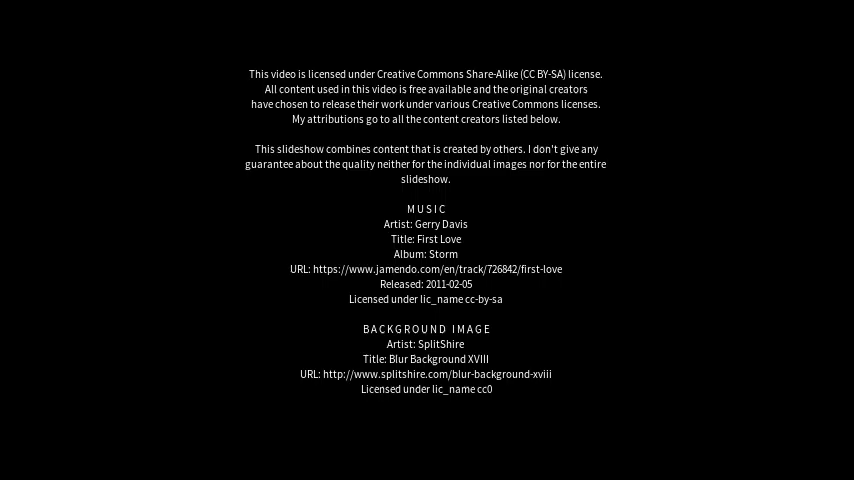 This video is licensed under Creative Commons Share-Alike (CC BY-SA) license.
All content used in this video is free available and the original creators
have chosen to release their work under various Creative Commons licenses.
My attributions go to all the content creators listed below.
This slideshow combines content that is created by others. I don't give any
guarantee about the quality neither for the individual images nor for the entire
slideshow.
MUSIC
Artist: Gerry Davis
Title: First Love
Album: Storm
URL: https://www.jamendo.com/en/track/726842/first-love
Released: 2011-02-05
Licensed under lic_name cc-by-sa
BACKGROUND IMAGE
Artist: SplitShire
Title: Blur Background XVIII
URL: http://www.splitshire.com/blur-background-xviii
Licensed under lic_name cc0